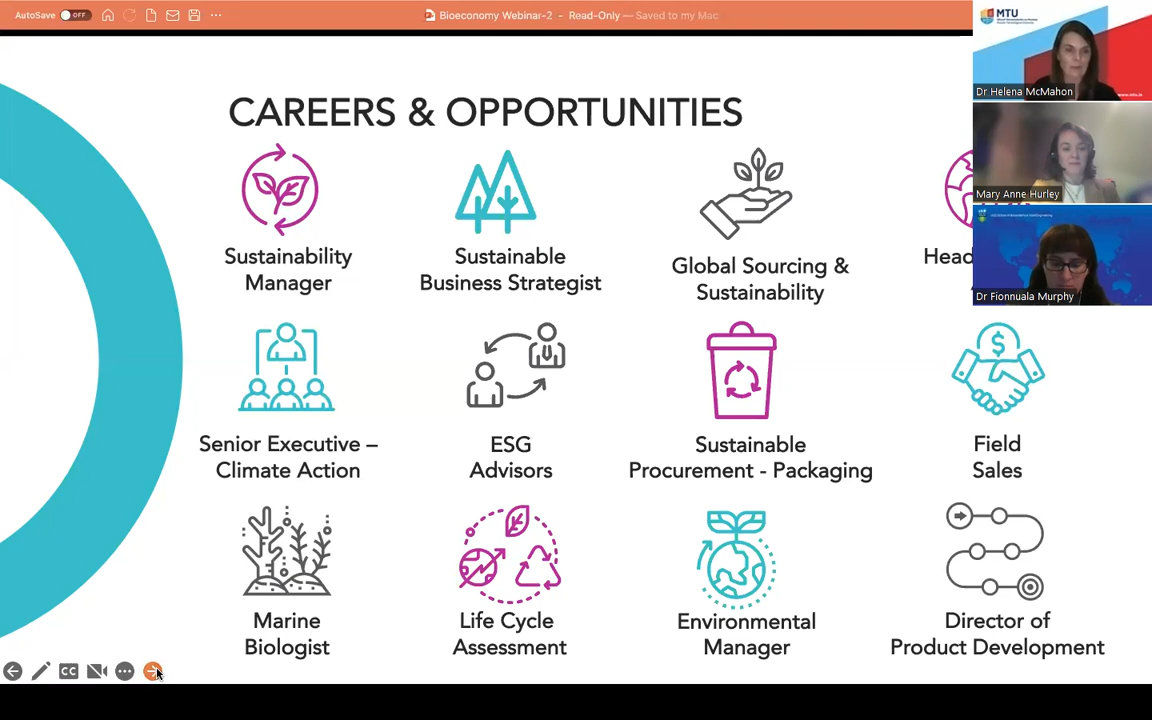 AutoSave OFF
Bioeconomy Webinar-2 - Read-Only — Saved to my Mac
MTU
Dr Helena McMahon
Mary Anne Hurley
Dr Fionnuala Murphy
CAREERS & OPPORTUNITIES
Sustainability
Manager
Sustainable
Business Strategist
Global Sourcing &
Sustainability
Head
Senior Executive –
Climate Action
ESG
Advisors
Sustainable
Procurement - Packaging
$
Field
Sales
Marine
Biologist
Life Cycle
Assessment
Environmental
Manager
Director of
Product Development
CC